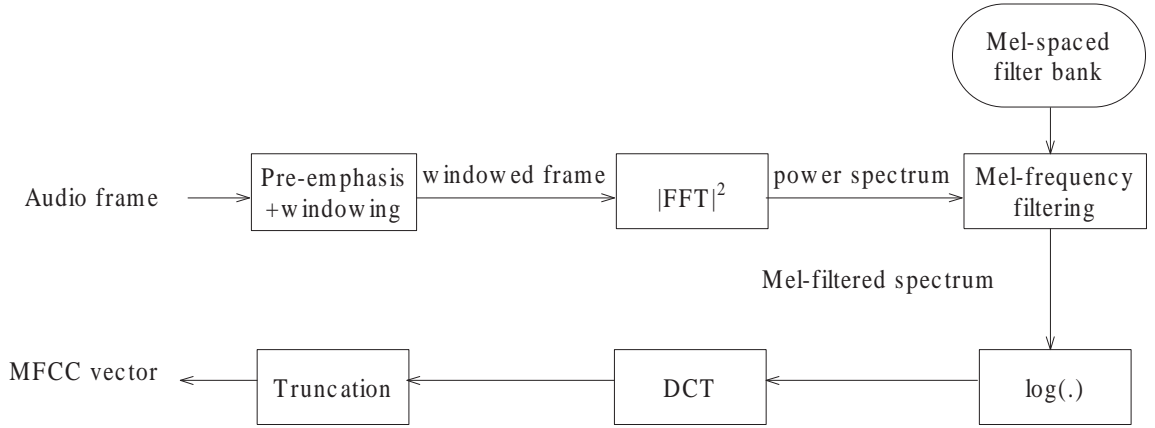 Mel-spaced
filter bank
Audio frame
Pre-emphasis
+windowing
windowed frame
|FFT|²
power spectrum
Mel-frequency
filtering
Mel-filtered spectrum
MFCC vector
Truncation
DCT
log(.)